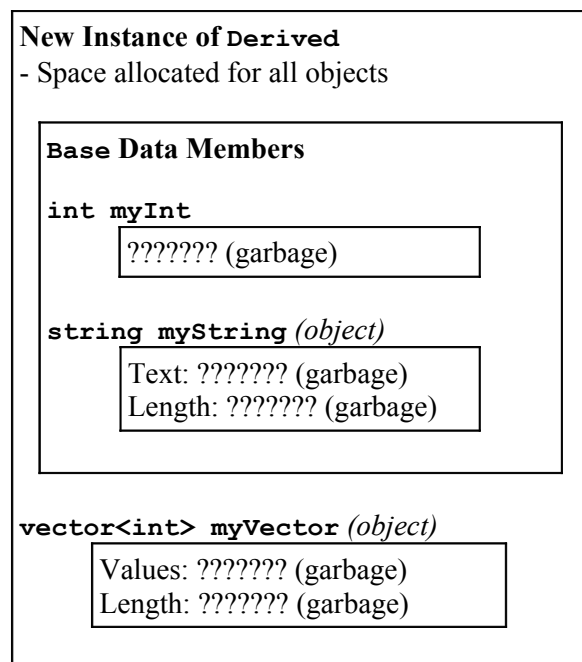 New Instance of Derived
- Space allocated for all objects
Base Data Members
int myInt
??????? (garbage)
string myString (object)
Text: ??????? (garbage)
Length: ??????? (garbage)
vector<int> myVector (object)
Values: ??????? (garbage)
Length: ??????? (garbage)